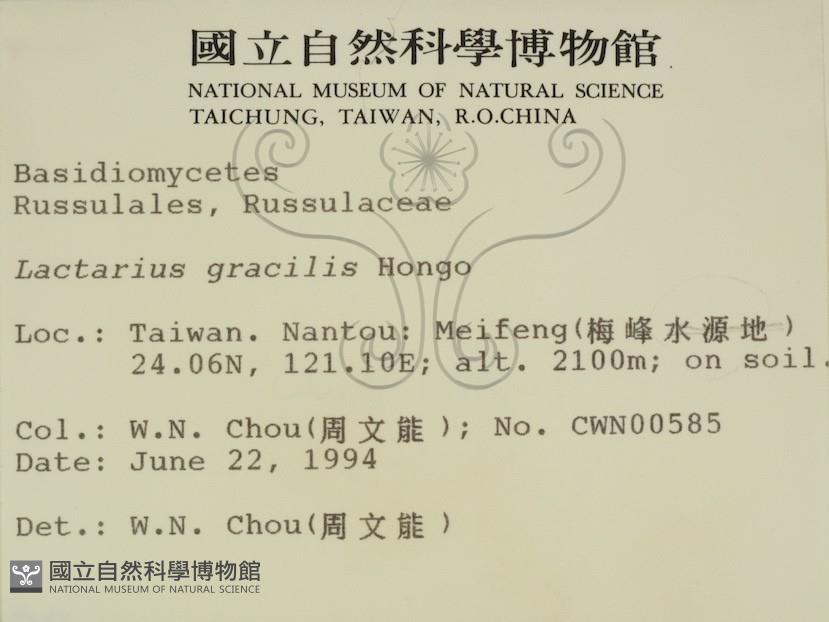 國立自然科學博物館
NATIONAL MUSEUM OF NATURAL SCIENCE
TAICHUNG, TAIWAN, R.O.CHINA
Basidiomycetes
Russulales, Russulaceae
Lactarius gracilis Hongo
Loc.: Taiwan. Nantou: Meifeng(梅峰水源地)
24.06N, 121.10E; alt. 2100m; on soil.
Col.: W.N. Chou(周文能); No. CWN00585
Date: June 22, 1994
Det.: W.N. Chou(周文能)
國立自然科學博物館
NATIONAL MUSEUM OF NATURAL SCIENCE